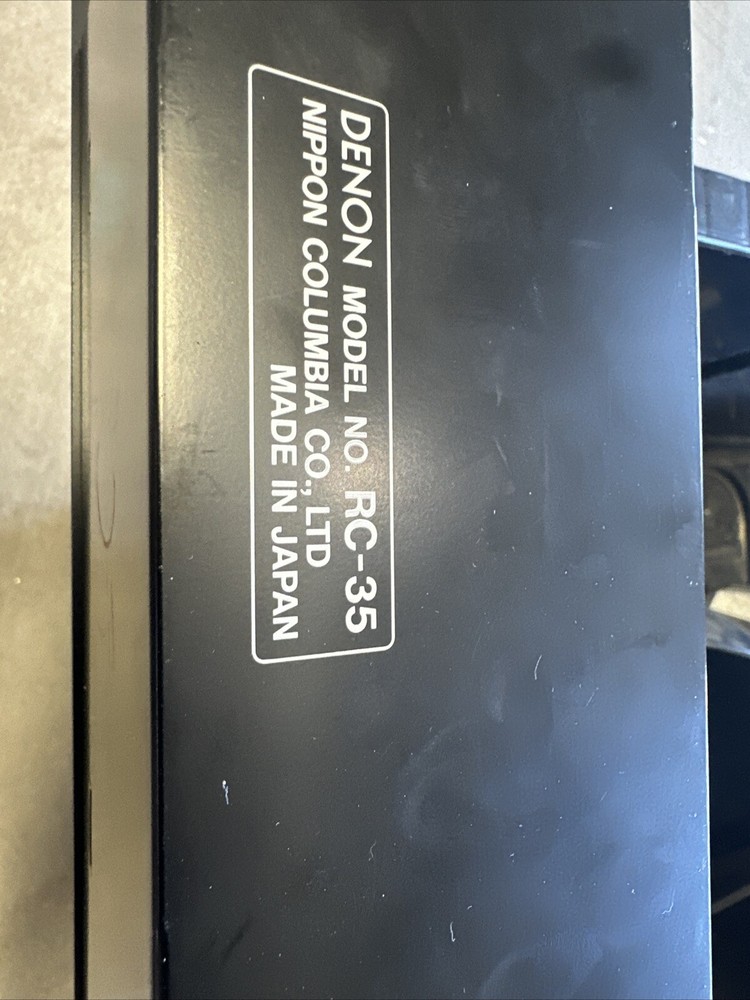 DENON MODEL NO. RC-35
NIPPON COLUMBIA CO., LTD
MADE IN JAPAN